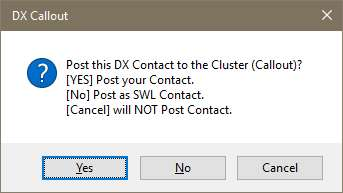 DX Callout
Post this DX Contact to the Cluster (Callout)?
[YES] Post your Contact.
[No] Post as SWL Contact.
[Cancel] will NOT Post Contact.
Yes
No
Cancel